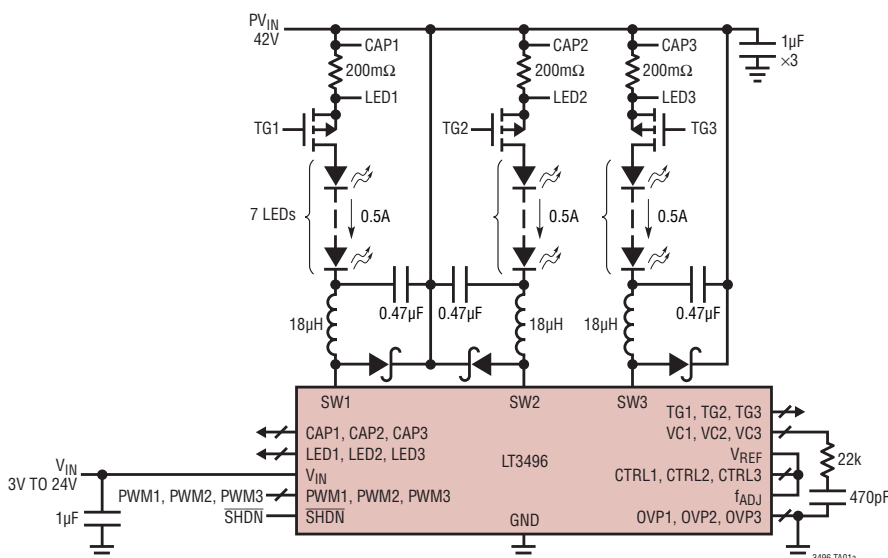 PVIN
42V
CAP1
CAP2
CAP3
1µF
×3
200mΩ
200mΩ
200mΩ
LED1
LED2
LED3
TG1
TG2
TG3
7 LEDs
0.5A
0.5A
0.5A
0.47µF
0.47µF
0.47µF
18µH
18µH
18µH
SW1
SW2
SW3
TG1, TG2, TG3
CAP1, CAP2, CAP3
VC1, VC2, VC3
LED1, LED2, LED3
LT3496
VREF
22k
VIN
3V TO 24V
VIN
CTRL1, CTRL2, CTRL3
PWM1, PWM2, PWM3
PWM1, PWM2, PWM3
fADJ
470pF
1µF
SHDN
SHDN
GND
OVP1, OVP2, OVP3
3496 TA01a